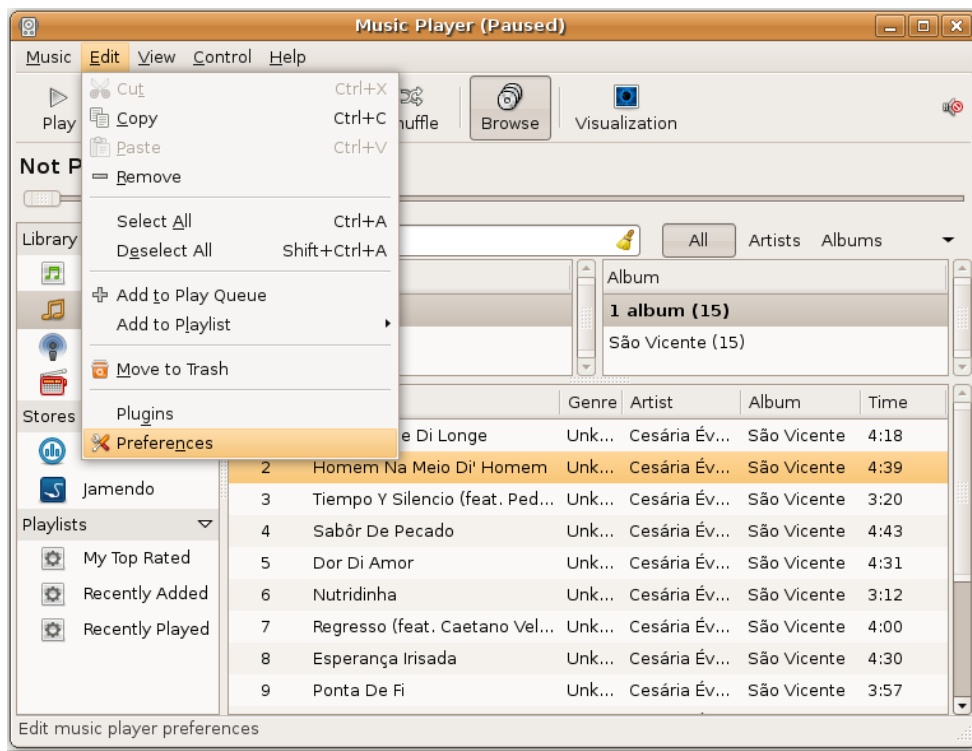 Music Player (Paused)
Music Edit View Control Help
Cut Ctrl+X
Copy Ctrl+C
Paste Ctrl+V
Remove
Select All Ctrl+A
Deselect All Shift+Ctrl+A
Add to Play Queue
Add to Playlist
Move to Trash
Plugins
Preferences
Play uffle Browse Visualization
Not P
Library
All Artists Albums
Album
1 album (15)
São Vicente (15)
Stores
Jamendo
Playlists
My Top Rated
Recently Added
Recently Played
Genre Artist Album Time
e Di Longe Unk... Cesária Év... São Vicente 4:18
2 Homem Na Meio Di' Homem Unk... Cesária Év... São Vicente 4:39
3 Tiempo Y Silencio (feat. Ped... Unk... Cesária Év... São Vicente 3:20
4 Sabôr De Pecado Unk... Cesária Év... São Vicente 4:43
5 Dor Di Amor Unk... Cesária Év... São Vicente 4:31
6 Nutridinha Unk... Cesária Év... São Vicente 3:12
7 Regresso (feat. Caetano Vel... Unk... Cesária Év... São Vicente 4:00
8 Esperança Irisada Unk... Cesária Év... São Vicente 4:30
9 Ponta De Fi Unk... Cesária Év... São Vicente 3:57
Edit music player preferences